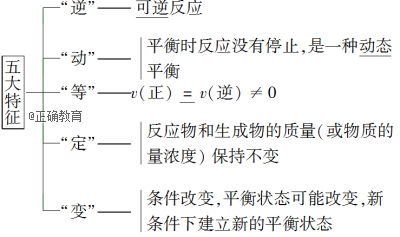 “逆” 可逆反应
“动” 平衡时反应没有停止,是一种动态
平衡
五大特征
“等” v(正) = v(逆) ≠ 0
@正确教育
“定” 反应物和生成物的质量(或物质的
量浓度) 保持不变
“变” 条件改变,平衡状态可能改变,新
条件下建立新的平衡状态